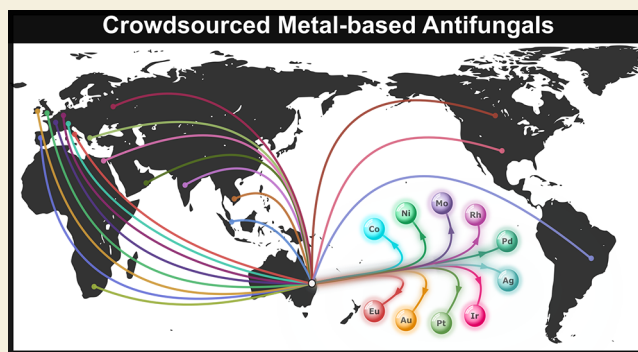 Crowdsourced Metal-based Antifungals
Mo
Ni
Rh
Co
Pd
Ag
Eu
Au
Pt
Ir